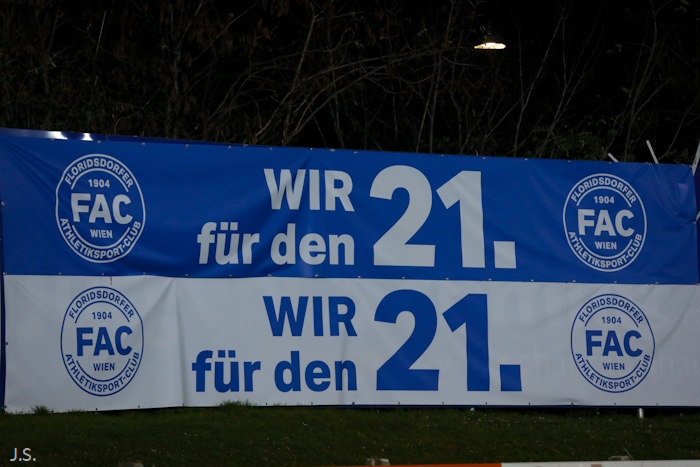 FLORIDSDORFER
1904
FAC
WIEN
ATHLETIKSPORT-CLUB
WIR
für den 21.
FLORIDSDORFER
1904
FAC
WIEN
ATHLETIKSPORT-CLUB
FLORIDSDORFER
1904
FAC
WIEN
ATHLETIKSPORT-CLUB
WIR
für den 21.
FLORIDSDORFER
1904
FAC
WIEN
ATHLETIKSPORT-CLUB
J.S.